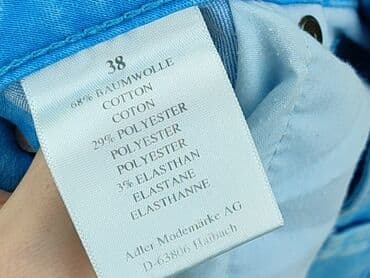 38
68% BAUMWOLLE
COTTON
COTON
29% POLYESTER
POLYESTER
POLYESTER
3% ELASTHAN
ELASTANE
ELASTHANNE
Adler Modemärkte AG
D-63806 Haibach